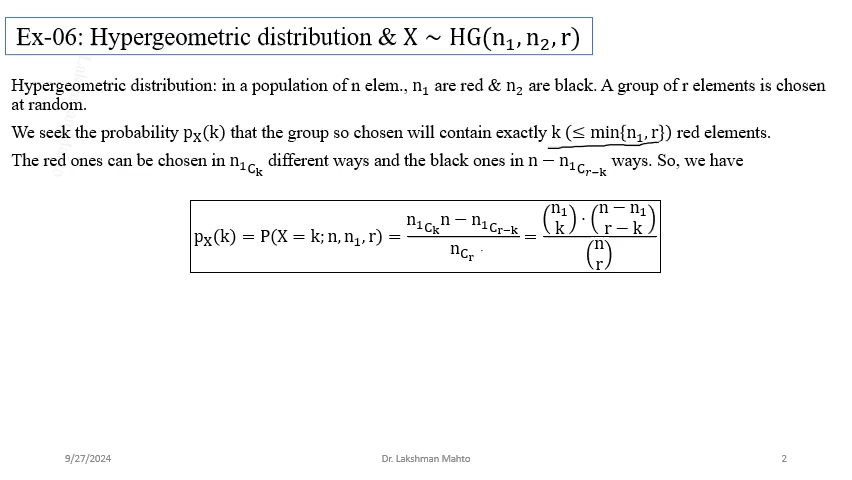 Ex-06: Hypergeometric distribution & X ~ HG(n₁, n₂, r)
Hypergeometric distribution: in a population of n elem., n₁ are red & n₂ are black. A group of r elements is chosen
at random.
We seek the probability pₓ(k) that the group so chosen will contain exactly k (≤ min{n₁, r}) red elements.
The red ones can be chosen in n₁Cₖ different ways and the black ones in n − n₁Cᵣ₋ₖ ways. So, we have
pₓ(k) = P(X = k; n, n₁, r) = (n₁Cₖ n − n₁Cᵣ₋ₖ) / nCᵣ = (n₁ k) · (n − n₁ r − k) / (n r)
9/27/2024 Dr. Lakshman Mahto 2